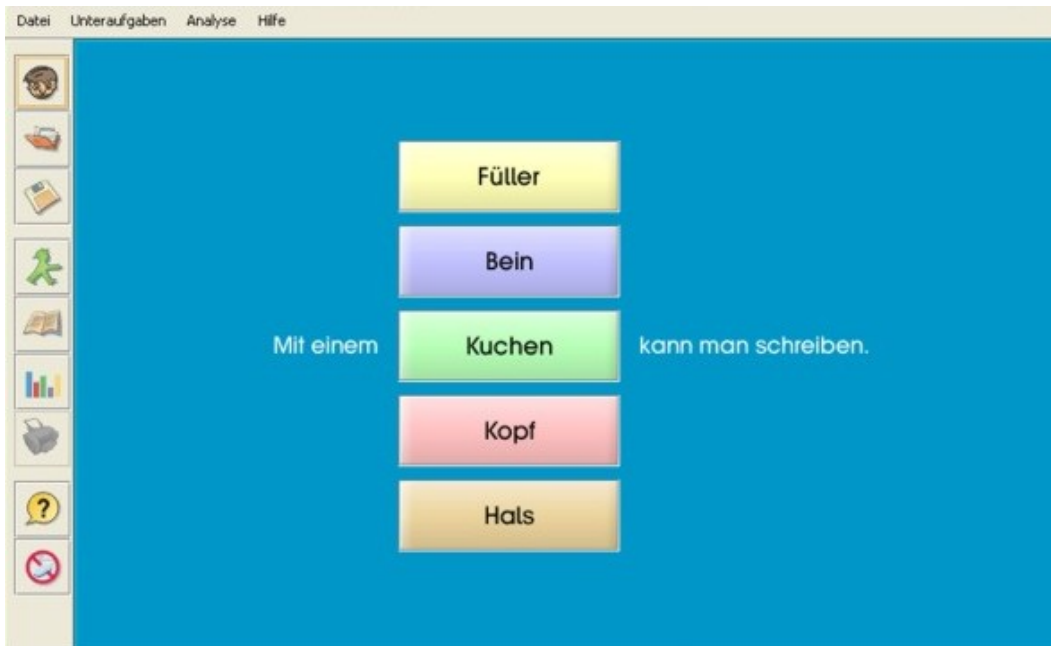 Datei Unteraufgaben Analyse Hilfe
Füller
Bein
Mit einem Kuchen kann man schreiben.
Kopf
Hals
?